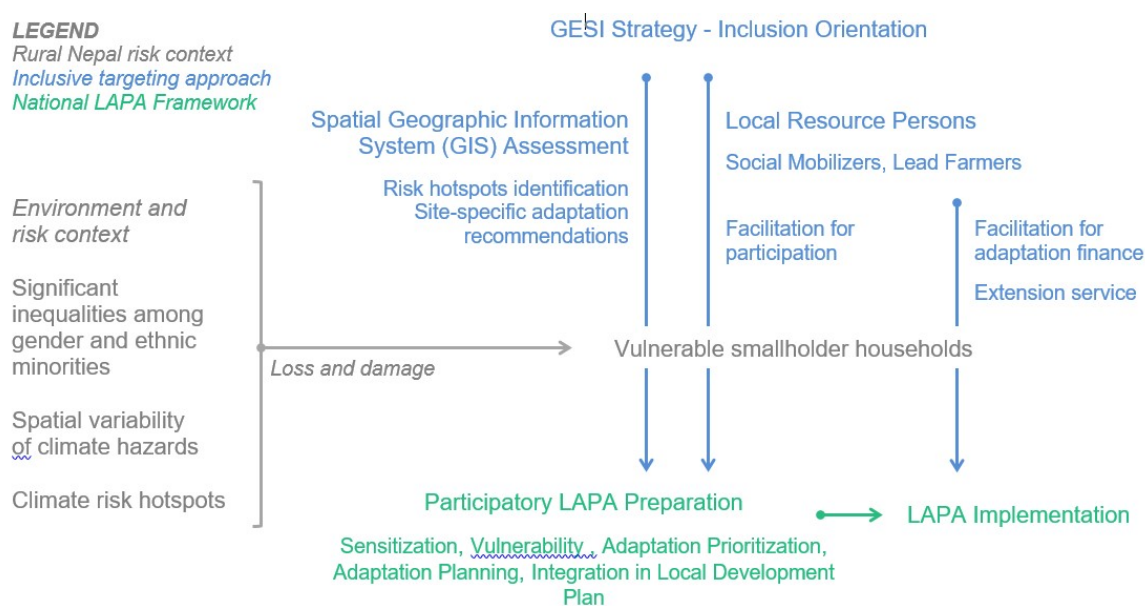 LEGEND
Rural Nepal risk context
Inclusive targeting approach
National LAPA Framework
GESI Strategy - Inclusion Orientation
Spatial Geographic Information
System (GIS) Assessment
Risk hotspots identification
Site-specific adaptation
recommendations
Local Resource Persons
Social Mobilizers, Lead Farmers
Facilitation for
participation
Facilitation for
adaptation finance
Extension service
Environment and
risk context
Significant
inequalities among
gender and ethnic
minorities
Spatial variability
of climate hazards
Climate risk hotspots
Loss and damage
Vulnerable smallholder households
Participatory LAPA Preparation
Sensitization, Vulnerability , Adaptation Prioritization,
Adaptation Planning, Integration in Local Development
Plan
LAPA Implementation